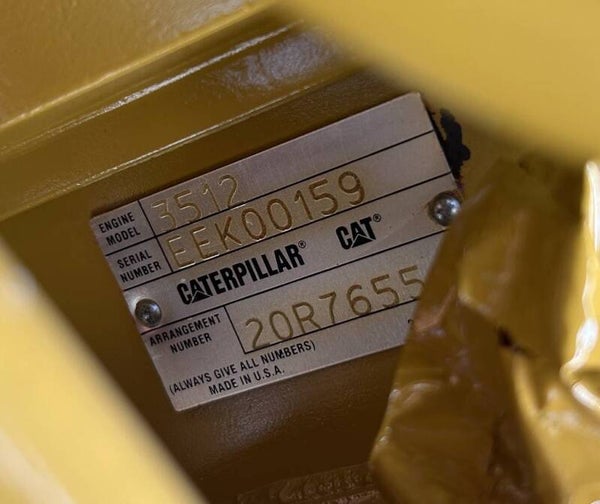 ENGINE MODEL 3512
SERIAL NUMBER EEK00159
CATERPILLAR® CAT®
ARRANGEMENT NUMBER 20R7655
(ALWAYS GIVE ALL NUMBERS)
MADE IN U.S.A.